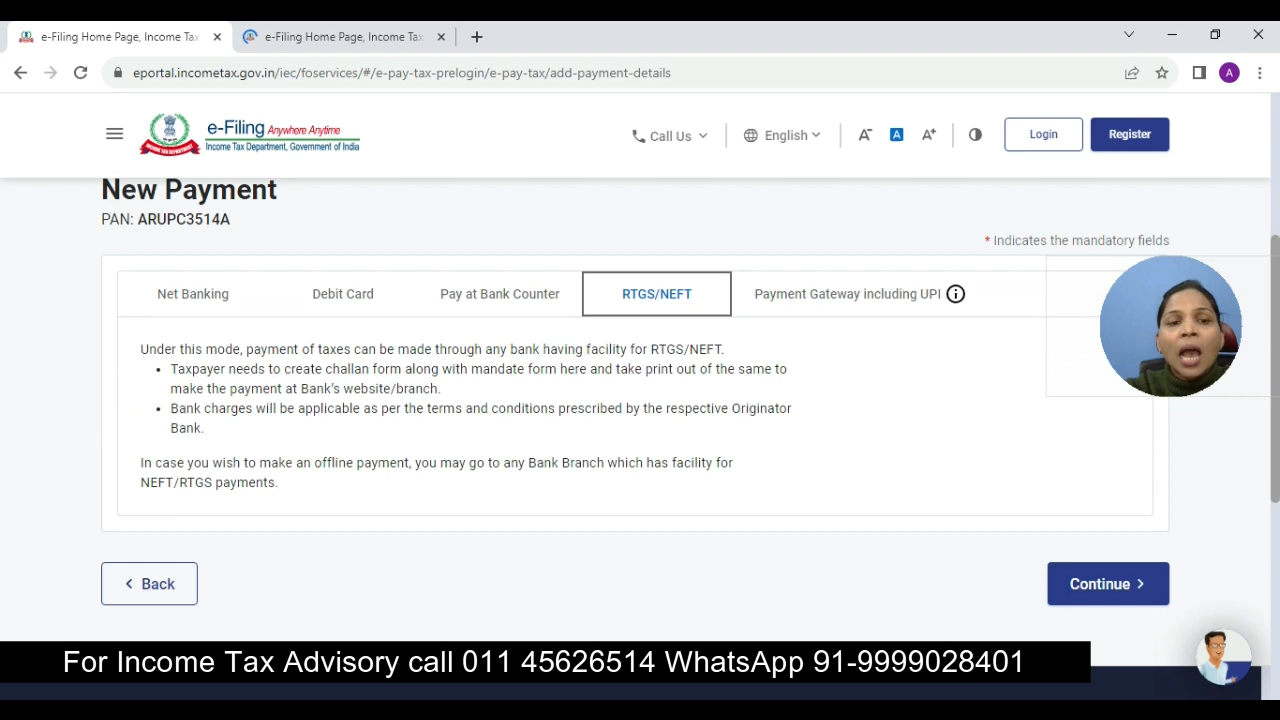 e-Filing Home Page, Income Tax
e-Filing Home Page, Income Tax
eportal.incometax.gov.in/iec/foservices/#/e-pay-tax-prelogin/e-pay-tax/add-payment-details
A
e-Filing Anywhere Anytime
Income Tax Department, Government of India
Call Us
English
A-
A
A+
Login
Register
New Payment
PAN: ARUPC3514A
* Indicates the mandatory fields
Net Banking
Debit Card
Pay at Bank Counter
RTGS/NEFT
Payment Gateway including UPI
Under this mode, payment of taxes can be made through any bank having facility for RTGS/NEFT.
• Taxpayer needs to create challan form along with mandate form here and take print out of the same to
make the payment at Bank's website/branch.
• Bank charges will be applicable as per the terms and conditions prescribed by the respective Originator
Bank.
In case you wish to make an offline payment, you may go to any Bank Branch which has facility for
NEFT/RTGS payments.
< Back
Continue >
For Income Tax Advisory call 011 45626514 WhatsApp 91-9999028401